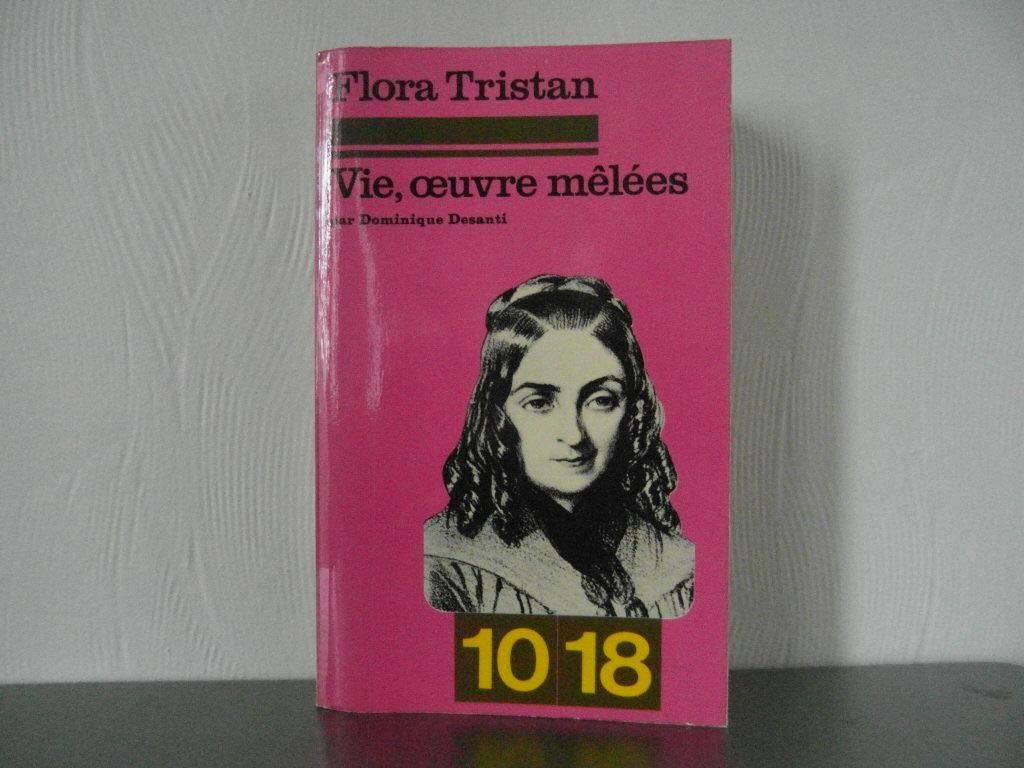 Flora Tristan
Vie, œuvre mêlées
par Dominique Desanti
10 18